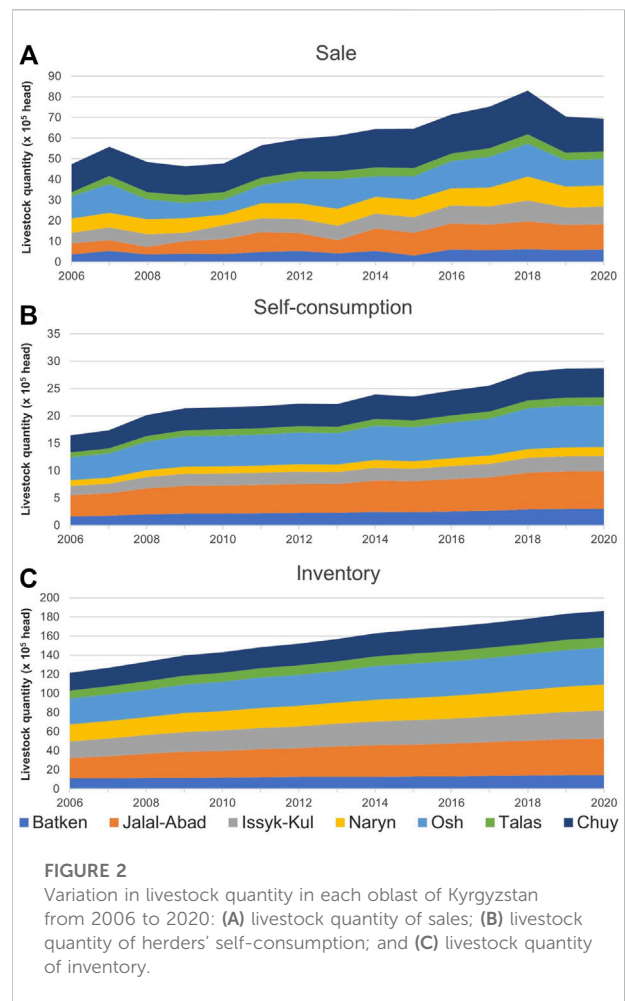 A
Sale
Livestock quantity (x 10⁵ head)
90
80
70
60
50
40
30
20
10
0
2006 2008 2010 2012 2014 2016 2018 2020
B
Self-consumption
Livestock quantity (x 10⁵ head)
35
30
25
20
15
10
5
0
2006 2008 2010 2012 2014 2016 2018 2020
C
Inventory
Livestock quantity (x 10⁵ head)
200
180
160
140
120
100
80
60
40
20
0
2006 2008 2010 2012 2014 2016 2018 2020
Batken Jalal-Abad Issyk-Kul Naryn Osh Talas Chuy
FIGURE 2
Variation in livestock quantity in each oblast of Kyrgyzstan
from 2006 to 2020: (A) livestock quantity of sales; (B) livestock
quantity of herders' self-consumption; and (C) livestock quantity
of inventory.